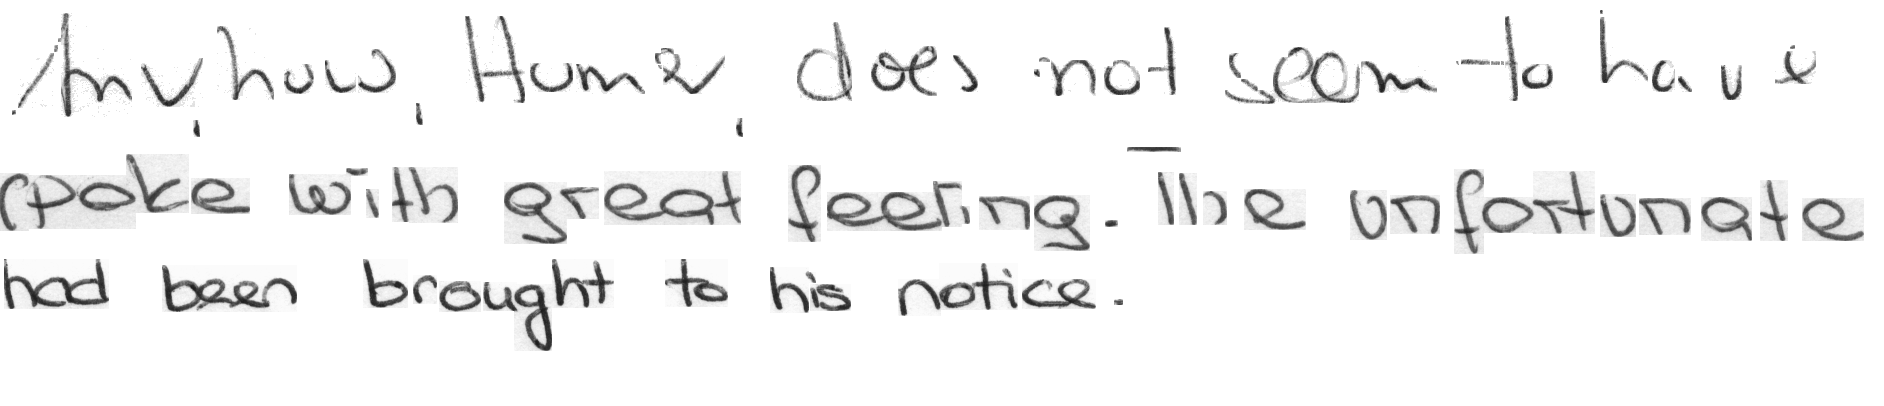 Anyhow, Hume, does not seem to have
spoke with great feeling. The unfortunate
had been brought to his notice.